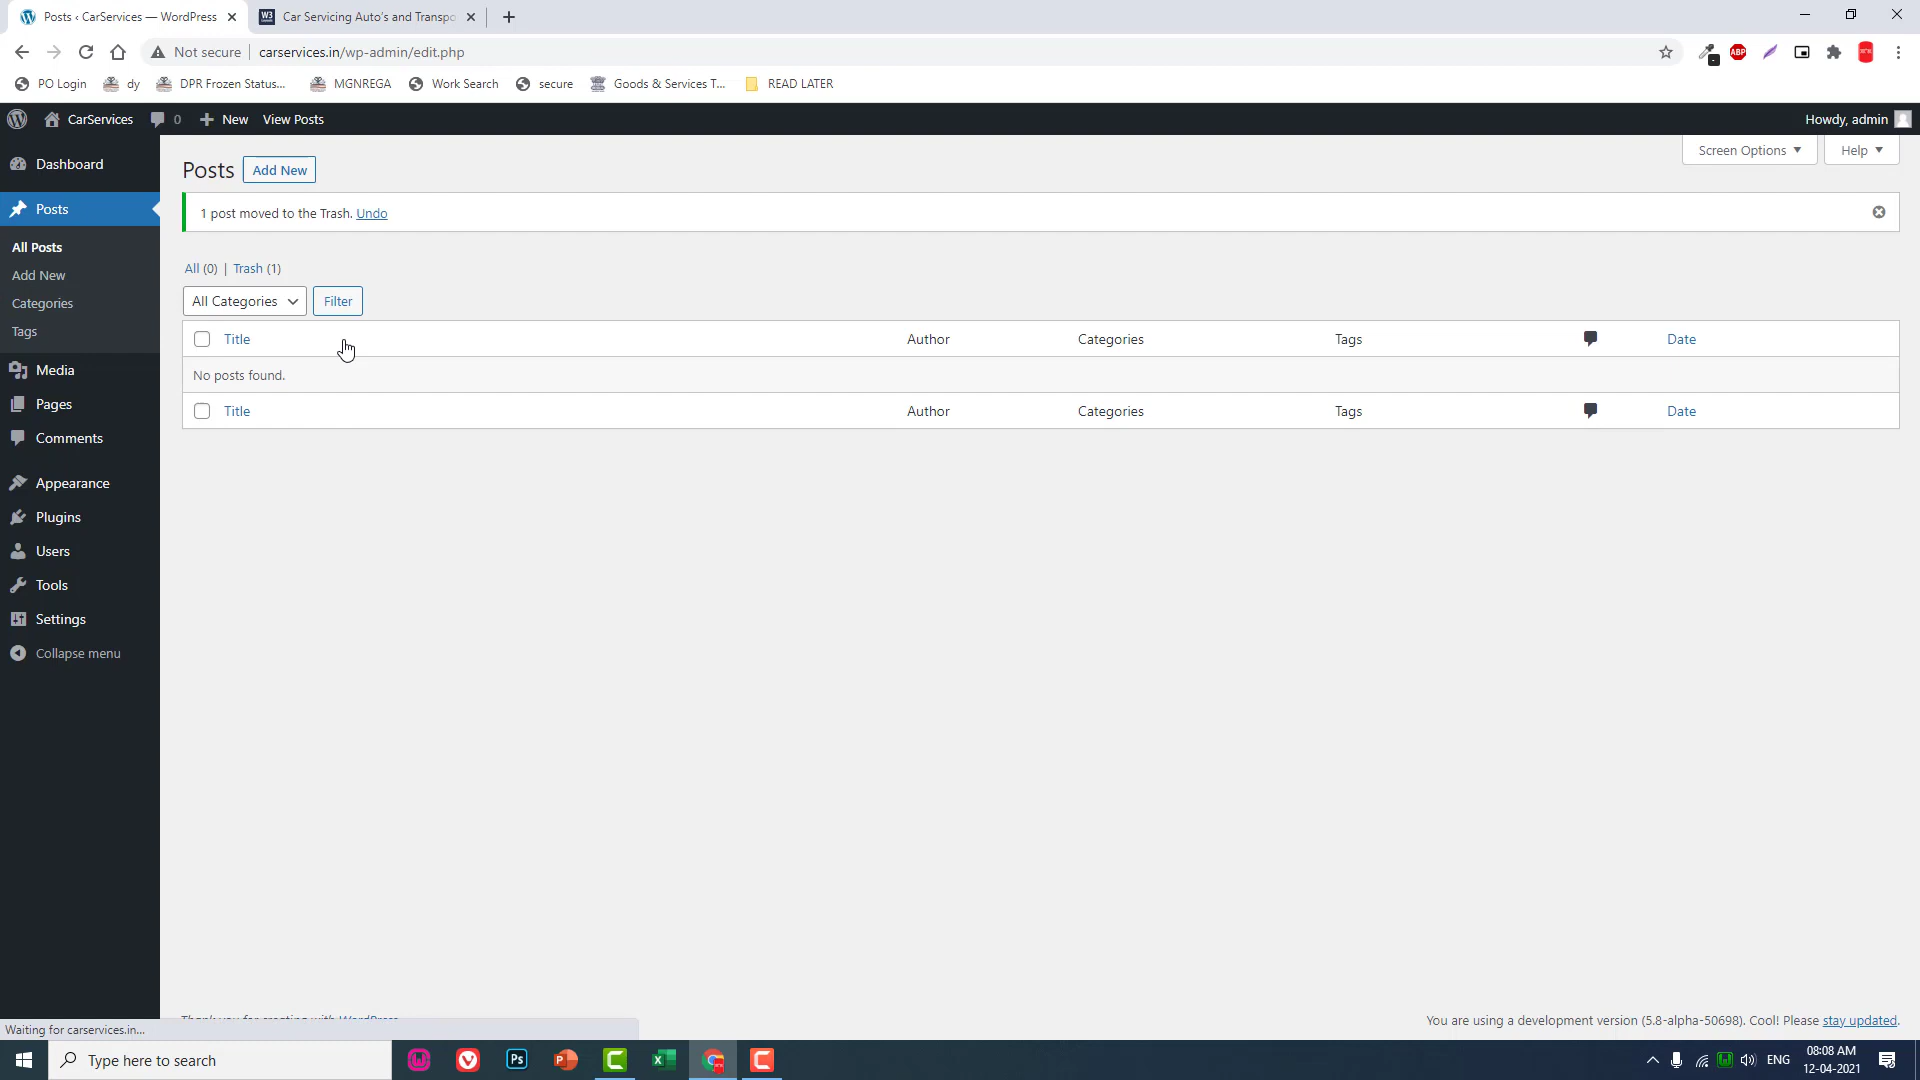 Posts ‹ CarServices — WordPress
Car Servicing Auto's and Transpo
Not secure
carservices.in/wp-admin/edit.php
PO Login
dy
DPR Frozen Status...
MGNREGA
Work Search
secure
Goods & Services T...
READ LATER
CarServices
0
New
View Posts
Howdy, admin
Dashboard
Posts
All Posts
Add New
Categories
Tags
Media
Pages
Comments
Appearance
Plugins
Users
Tools
Settings
Collapse menu
Posts
Add New
Screen Options
Help
1 post moved to the Trash. Undo
All (0) | Trash (1)
All Categories
Filter
Title Author Categories Tags Date
No posts found.
Title Author Categories Tags Date
Thank you for creating with WordPress
You are using a development version (5.8-alpha-50698). Cool! Please stay updated.
Waiting for carservices.in...
Type here to search
ENG
08:08 AM
12-04-2021